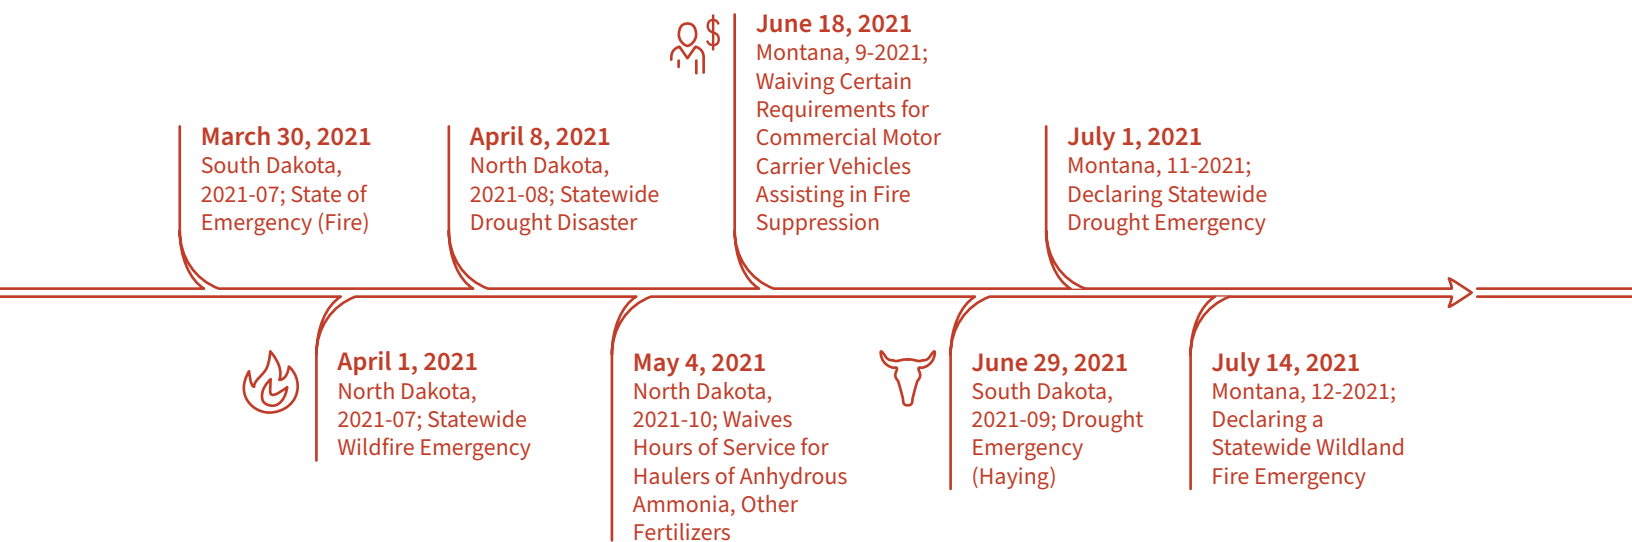 June 18, 2021
Montana, 9-2021;
Waiving Certain
Requirements for
Commercial Motor
Carrier Vehicles
Assisting in Fire
Suppression
March 30, 2021
South Dakota,
2021-07; State of
Emergency (Fire)
April 8, 2021
North Dakota,
2021-08; Statewide
Drought Disaster
July 1, 2021
Montana, 11-2021;
Declaring Statewide
Drought Emergency
April 1, 2021
North Dakota,
2021-07; Statewide
Wildfire Emergency
May 4, 2021
North Dakota,
2021-10; Waives
Hours of Service for
Haulers of Anhydrous
Ammonia, Other
Fertilizers
June 29, 2021
South Dakota,
2021-09; Drought
Emergency
(Haying)
July 14, 2021
Montana, 12-2021;
Declaring a
Statewide Wildland
Fire Emergency